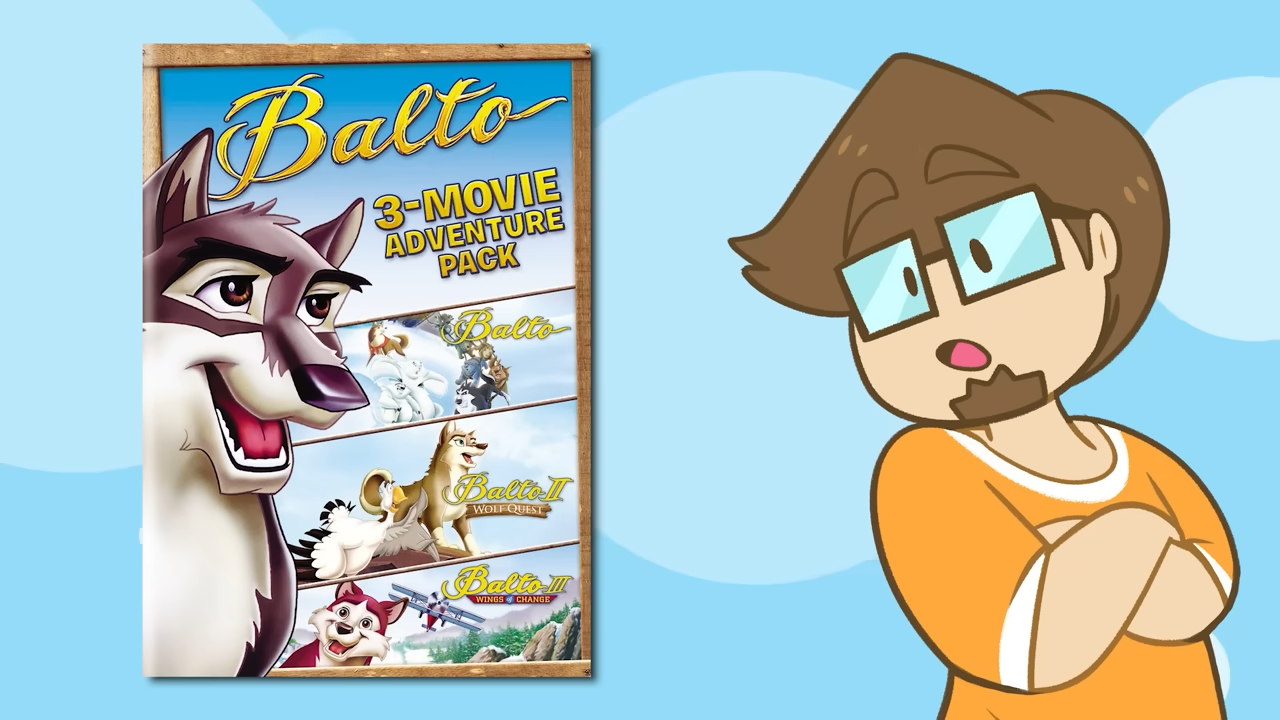 Balto
3-MOVIE
ADVENTURE
PACK
Balto
Balto II
WOLF QUEST
Balto III
WINGS of CHANGE